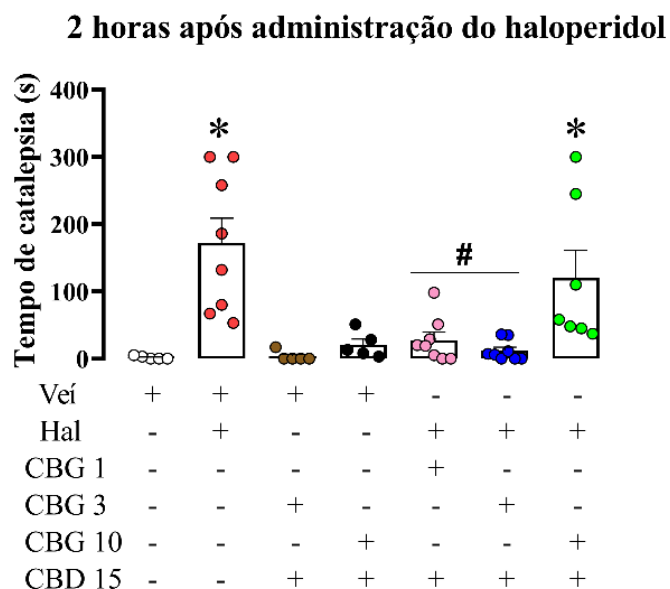 2 horas após administração do haloperidol
Tempo de catalepsia (s)
400
300
200
100
0
*
*
#
Veí + + + + - - -
Hal - + - - + + +
CBG 1 - - - - + - -
CBG 3 - - + - - + -
CBG 10 - - - + - - +
CBD 15 - - + + + + +